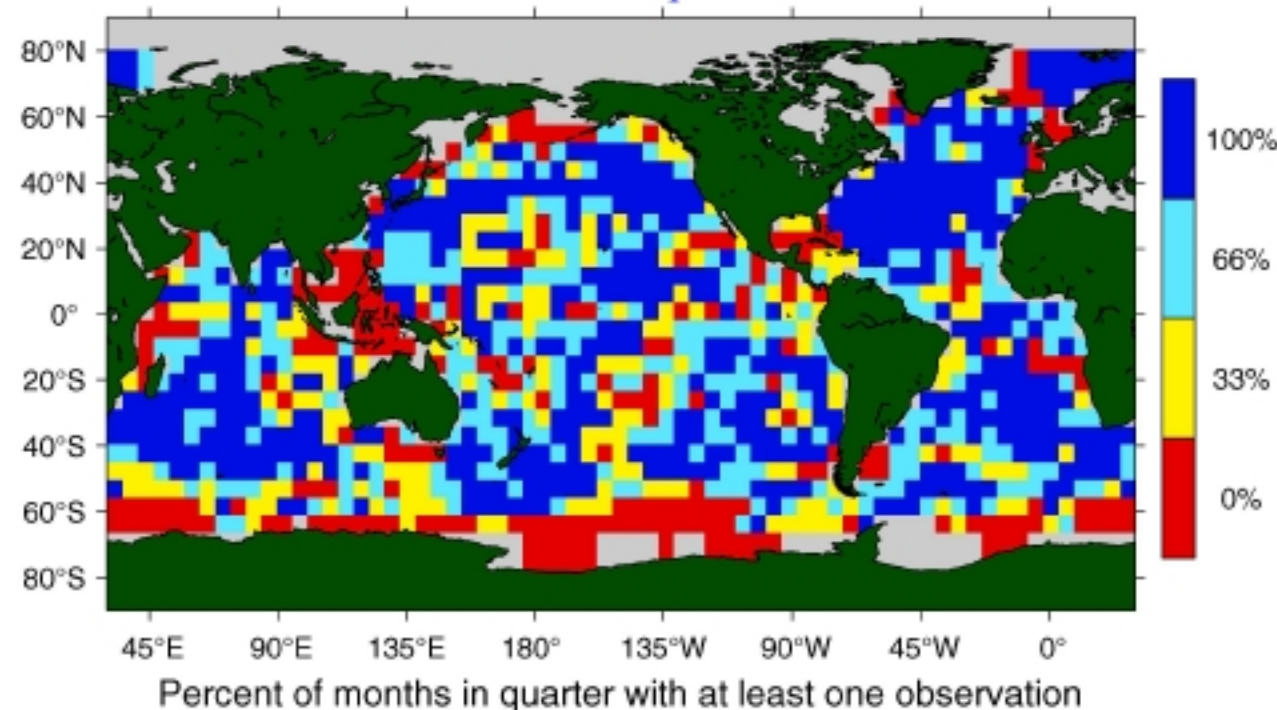 80°N
60°N
40°N
20°N
0°
20°S
40°S
60°S
80°S
45°E 90°E 135°E 180° 135°W 90°W 45°W 0°
100%
66%
33%
0%
Percent of months in quarter with at least one observation